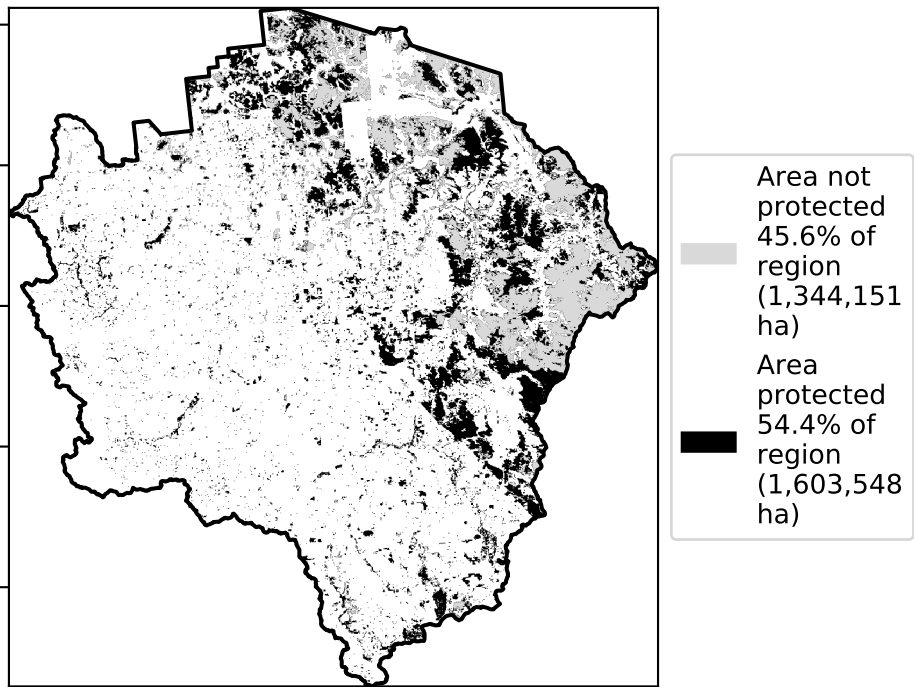 Area not
protected
45.6% of
region
(1,344,151
ha)
Area
protected
54.4% of
region
(1,603,548
ha)